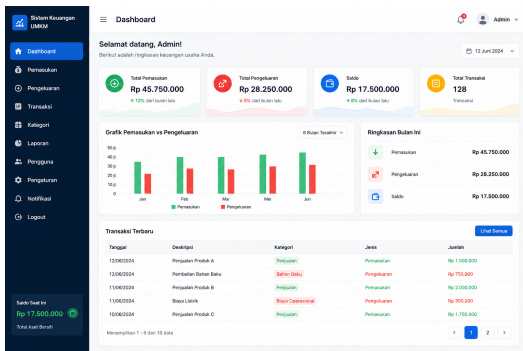 Sistem Keuangan
UMKM
Dashboard
Pemasukan
Pengeluaran
Transaksi
Kategori
Laporan
Pengguna
Pengaturan
Notifikasi
Logout
Saldo Saat Ini
Rp 17.500.000
Total Aset Bersih
Dashboard
Admin
Selamat datang, Admin!
Berikut adalah ringkasan keuangan usaha Anda.
12 Juni 2024
Total Pemasukan
Rp 45.750.000
+ 12% dari bulan lalu
Total Pengeluaran
Rp 28.250.000
dari bulan lalu
Saldo
Rp 17.500.000
+ 8% dari bulan lalu
Total Transaksi
128
Transaksi
Grafik Pemasukan vs Pengeluaran
6 Bulan Terakhir
50 jt
40 jt
30 jt
20 jt
10 jt
0
Jan Feb Mar Mei Jun
Pemasukan Pengeluaran
Ringkasan Bulan Ini
Pemasukan Rp 45.750.000
Pengeluaran Rp 28.250.000
Saldo Rp 17.500.000
Transaksi Terbaru
Lihat Semua
Tanggal Deskripsi Kategori Jenis Jumlah
12/06/2024 Penjualan Produk A Penjualan Pemasukan Rp 1.500.000
12/06/2024 Pembelian Bahan Baku Bahan Baku Pengeluaran Rp 750.000
11/06/2024 Penjualan Produk B Penjualan Pemasukan Rp 2.000.000
11/06/2024 Biaya Listrik Biaya Operasional Pengeluaran Rp 300.000
10/06/2024 Penjualan Produk C Penjualan Pemasukan Rp 1.750.000
Menampilkan 1 - 5 dari 10 data
1 2